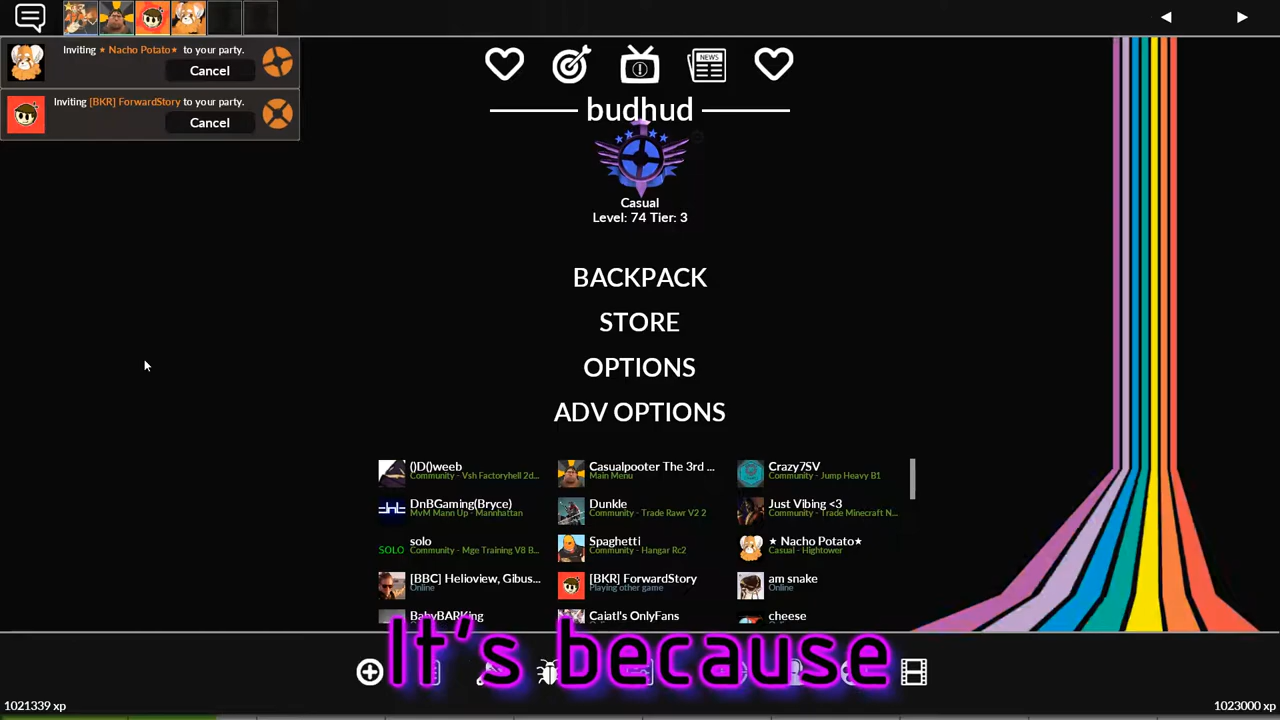 Inviting ★ Nacho Potato★ to your party.
Cancel
Inviting [BKR] ForwardStory to your party.
Cancel
NEWS
budhud
Casual
Level: 74 Tier: 3
BACKPACK
STORE
OPTIONS
ADV OPTIONS
()D()weeb
Community - Vsh Factoryhell 2d...
Casualpooter The 3rd ...
Main Menu
Crazy7SV
Community - Jump Heavy B1
DnBGaming(Bryce)
MvM Mann Up - Mannhattan
Dunkle
Community - Trade Rawr V2 2
Just Vibing <3
Community - Trade Minecraft N...
SOLO
solo
Community - Mge Training V8 B...
Spaghetti
Community - Hangar Rc2
★ Nacho Potato★
Casual - Hightower
[BBC] Helioview, Gibus...
Online
[BKR] ForwardStory
Playing other game
am snake
Online
BabyBARKing
Caiatl's OnlyFans
cheese
It's because
1021339 xp
1023000 xp